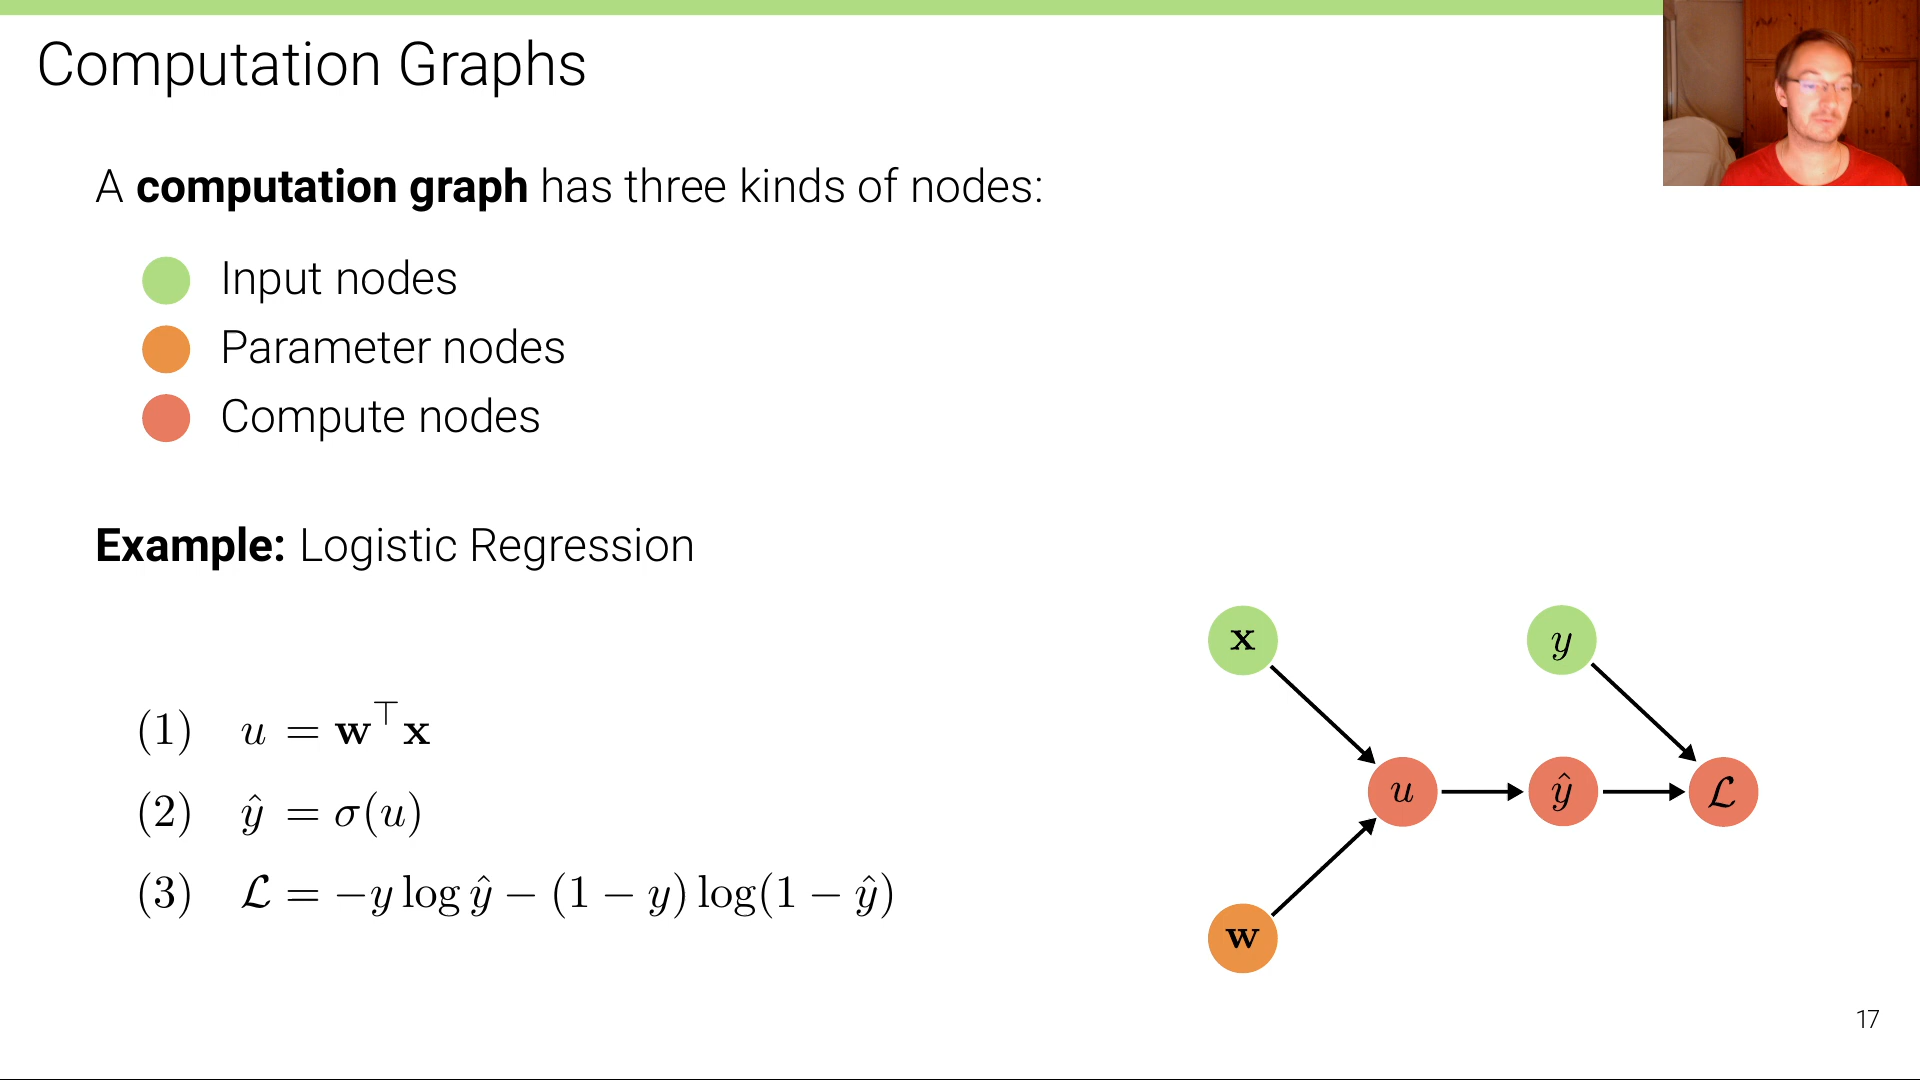 Computation Graphs
A computation graph has three kinds of nodes:
Input nodes
Parameter nodes
Compute nodes
Example: Logistic Regression
(1) u = w⊤x
(2) ŷ = σ(u)
(3) ℒ = −y log ŷ − (1 − y) log(1 − ŷ)
x y
u ŷ ℒ
w
17